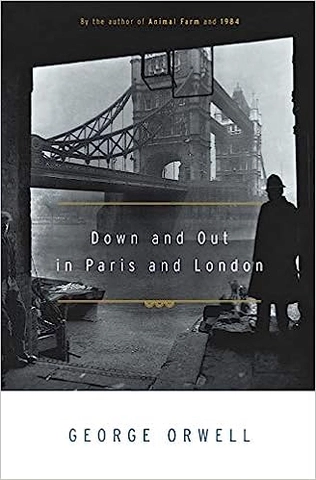 By the author of Animal Farm and 1984
Down and Out
in Paris and London
GEORGE ORWELL